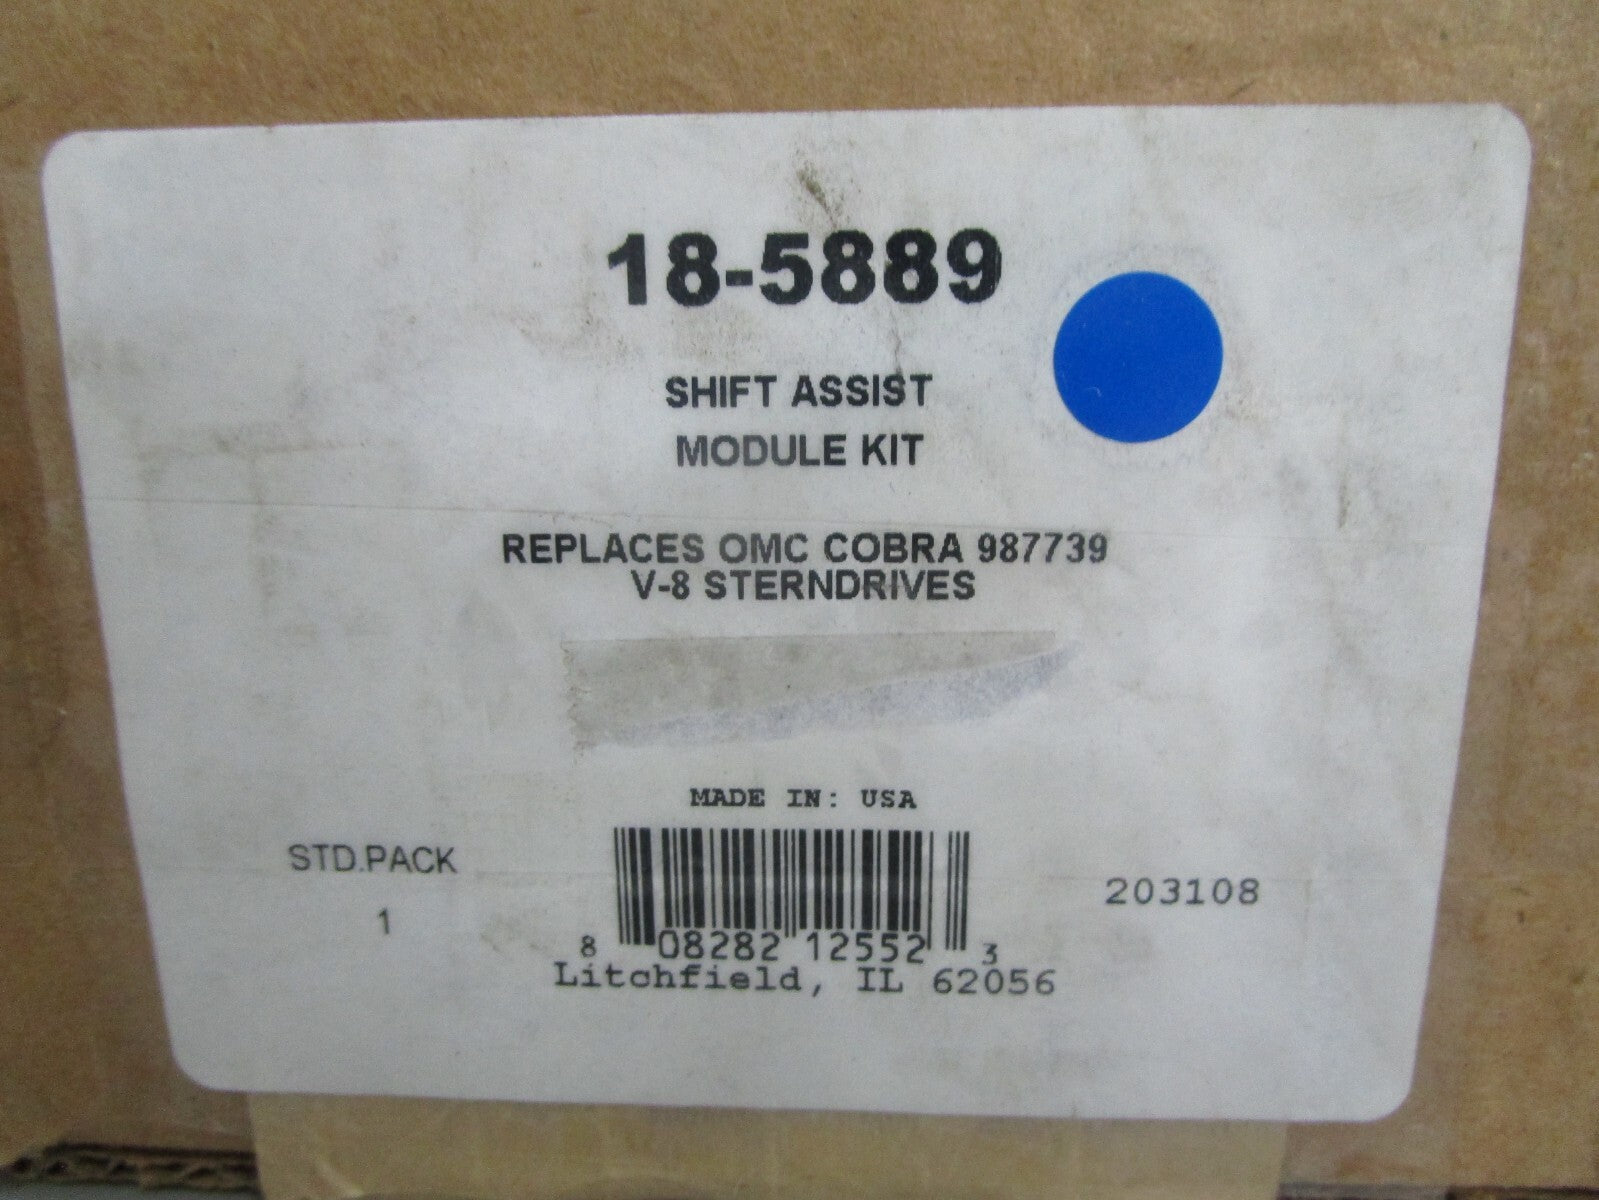 18-5889
SHIFT ASSIST
MODULE KIT
REPLACES OMC COBRA 987739
V-8 STERNDRIVES
MADE IN: USA
STD.PACK
1
203108
8 08282 12552 3
Litchfield, IL 62056